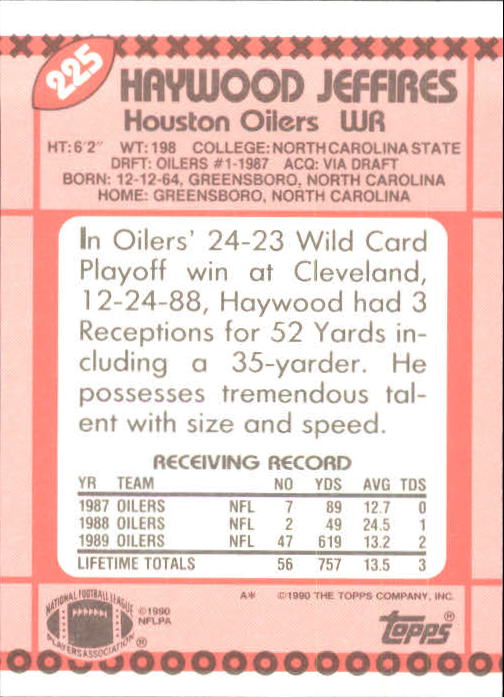 225
HAYWOOD JEFFIRES
Houston Oilers WR
HT: 6'2" WT: 198 COLLEGE: NORTH CAROLINA STATE
DRFT: OILERS #1-1987 ACQ: VIA DRAFT
BORN: 12-12-64, GREENSBORO, NORTH CAROLINA
HOME: GREENSBORO, NORTH CAROLINA
In Oilers' 24-23 Wild Card
Playoff win at Cleveland,
12-24-88, Haywood had 3
Receptions for 52 Yards in-
cluding a 35-yarder. He
possesses tremendous tal-
ent with size and speed.
RECEIVING RECORD
YR TEAM NO YDS AVG TDS
1987 OILERS NFL 7 89 12.7 0
1988 OILERS NFL 2 49 24.5 1
1989 OILERS NFL 47 619 13.2 2
LIFETIME TOTALS 56 757 13.5 3
NATIONAL FOOTBALL LEAGUE
PLAYERS ASSOCIATION ®
©1990
NFLPA
A* ©1990 THE TOPPS COMPANY, INC.
topps®